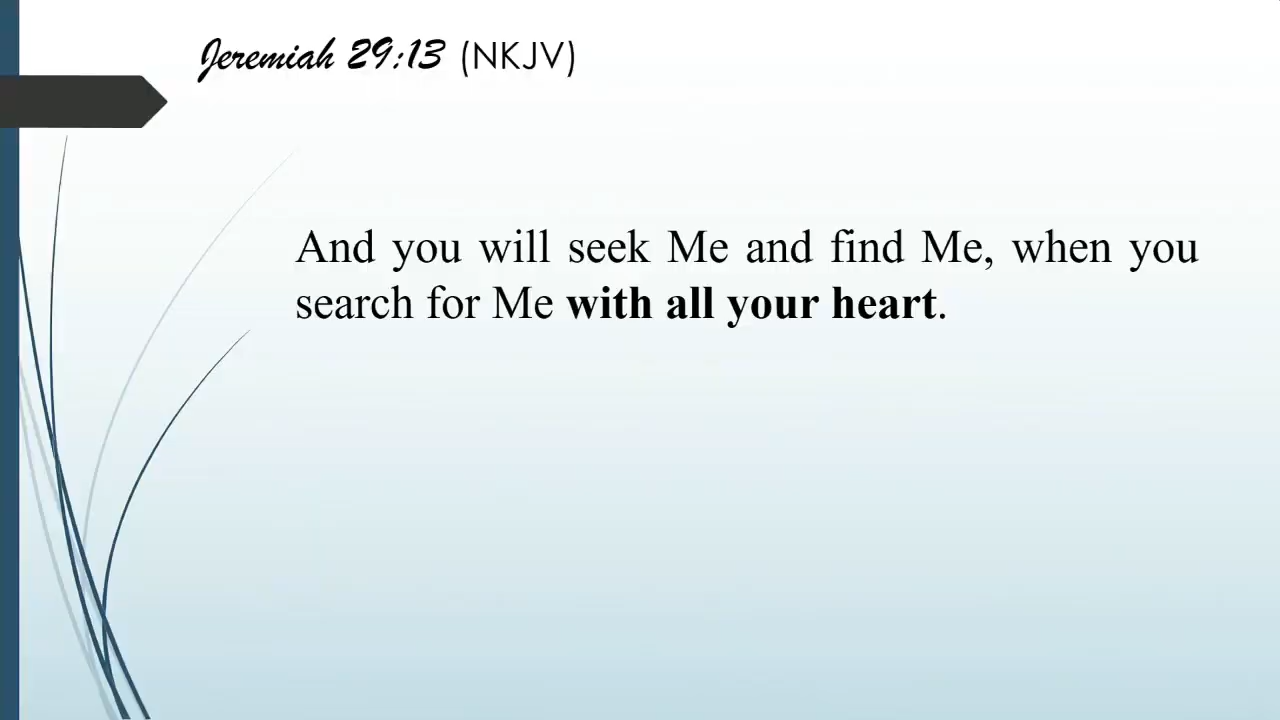 Jeremiah 29:13 (NKJV)
And you will seek Me and find Me, when you
search for Me with all your heart.